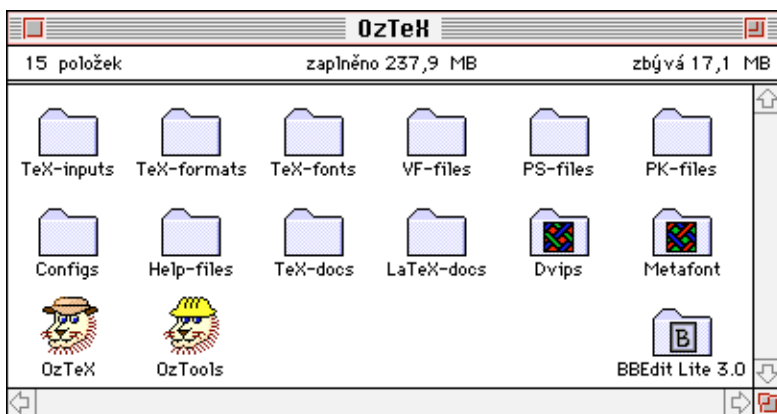 OzTeX
15 položek zaplněno 237,9 MB zbývá 17,1 MB
TeX-inputs TeX-formats TeX-fonts VF-files PS-files PK-files
Configs Help-files TeX-docs LaTeX-docs Dvips Metafont
OzTeX OzTools B BBEdit Lite 3.0